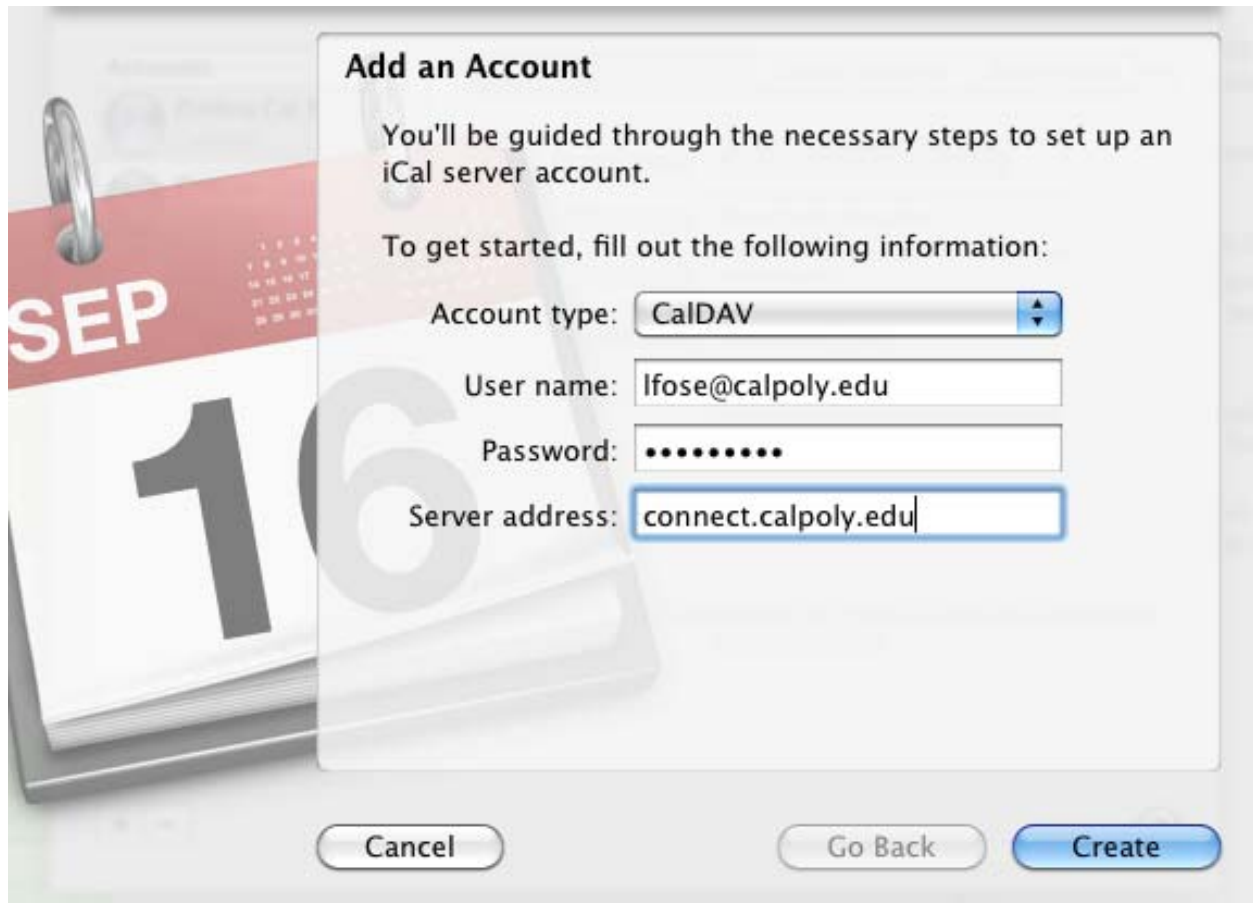 Add an Account
You'll be guided through the necessary steps to set up an
iCal server account.
To get started, fill out the following information:
Account type: CalDAV
User name: lfose@calpoly.edu
Password: •••••••••
Server address: connect.calpoly.edu
SEP
16
Cancel
Go Back
Create